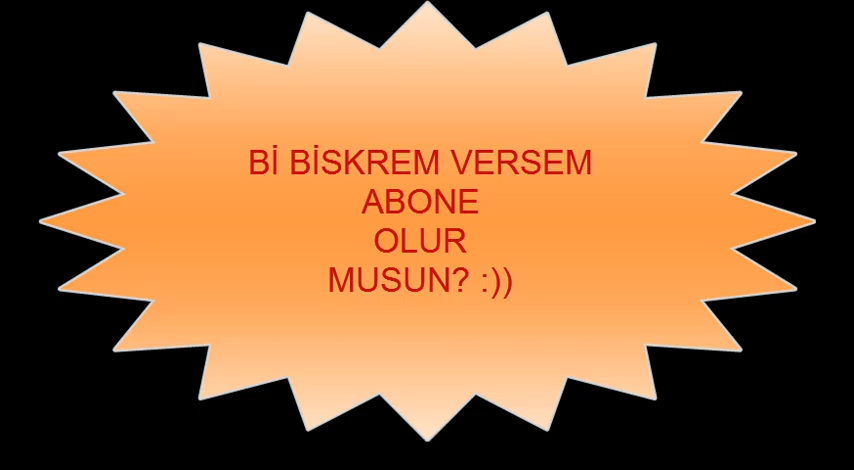 Bİ BİSKREM VERSEM
ABONE
OLUR
MUSUN? :))